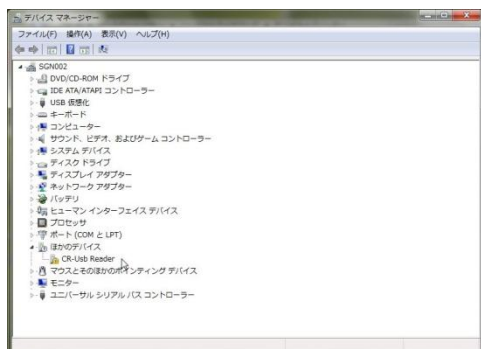 デバイス マネージャー
ファイル(F) 操作(A) 表示(V) ヘルプ(H)
SGN002
DVD/CD-ROM ドライブ
IDE ATA/ATAPI コントローラー
USB 仮想化
キーボード
コンピューター
サウンド、ビデオ、およびゲーム コントローラー
システム デバイス
ディスク ドライブ
ディスプレイ アダプター
ネットワーク アダプター
バッテリ
ヒューマン インターフェイス デバイス
プロセッサ
ポート (COM と LPT)
ほかのデバイス
CR-Usb Reader
マウスとそのほかのポインティング デバイス
モニター
ユニバーサル シリアル バス コントローラー